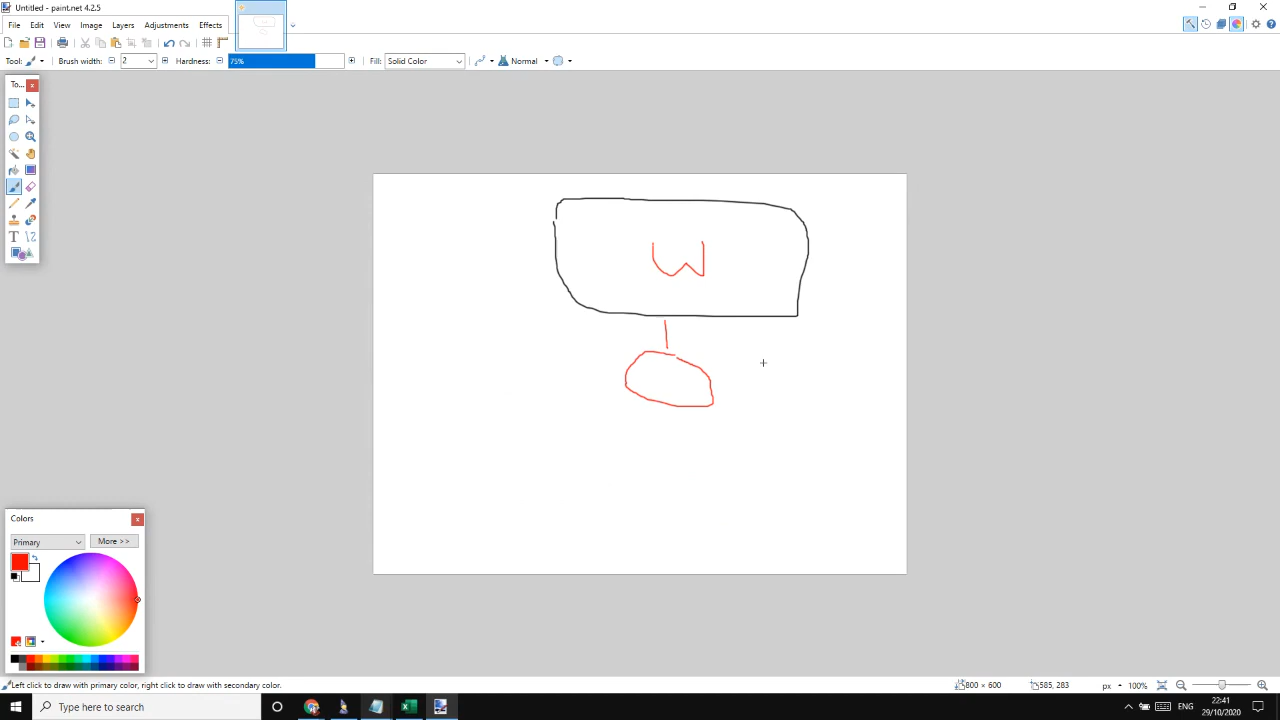 Untitled - paint.net 4.2.5
File Edit View Image Layers Adjustments Effects
Tool: Brush width: 2 Hardness: 75% Fill: Solid Color Normal
To...
W
Colors
Primary More >>
Left click to draw with primary color, right click to draw with secondary color. 800 × 600 585, 283 px 100%
Type here to search ENG 22:41
29/10/2020